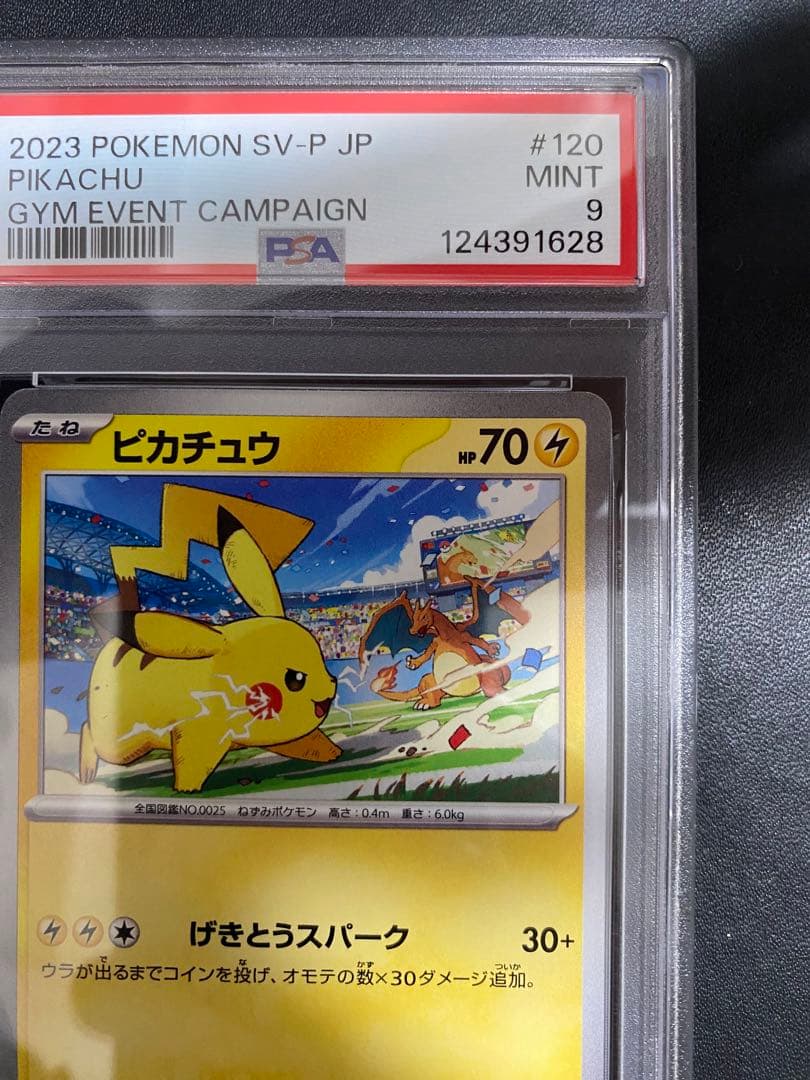 2023 POKEMON SV-P JP #120
PIKACHU MINT
GYM EVENT CAMPAIGN 9
PSA 124391628
たね ピカチュウ HP70
全国図鑑NO.0025 ねずみポケモン 高さ:0.4m 重さ:6.0kg
げきとうスパーク 30+
ウラが出るまでコインを投げ、オモテの数×30ダメージ追加。